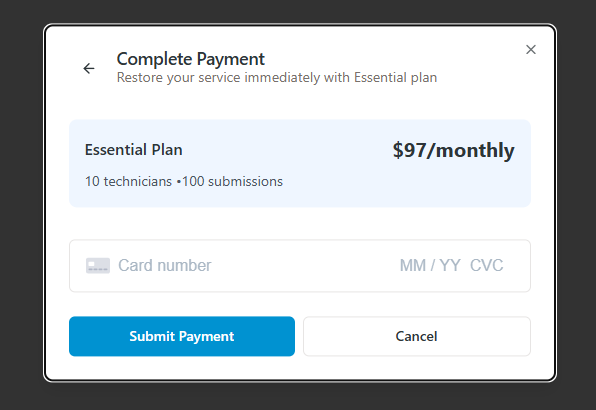 Complete Payment
Restore your service immediately with Essential plan
Essential Plan
$97/monthly
10 technicians •100 submissions
Card number
MM / YY CVC
Submit Payment
Cancel